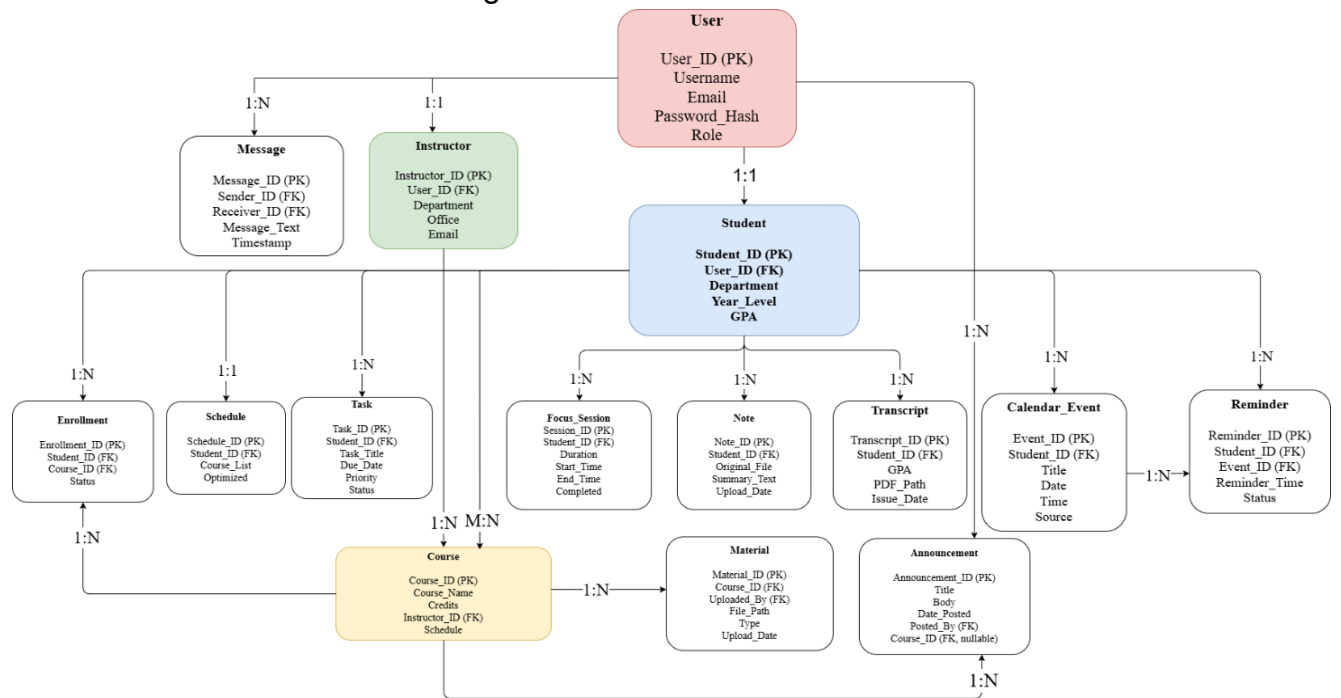 User
User_ID (PK)
Username
Email
Password_Hash
Role
1:N
1:1
1:1
Message
Message_ID (PK)
Sender_ID (FK)
Receiver_ID (FK)
Message_Text
Timestamp
Instructor
Instructor_ID (PK)
User_ID (FK)
Department
Office
Email
Student
Student_ID (PK)
User_ID (FK)
Department
Year_Level
GPA
1:N
1:N
1:1
1:N
1:N
1:N
1:N
1:N
1:N
Enrollment
Enrollment_ID (PK)
Student_ID (FK)
Course_ID (FK)
Status
Schedule
Schedule_ID (PK)
Student_ID (FK)
Course_List
Optimized
Task
Task_ID (PK)
Student_ID (FK)
Task_Title
Due_Date
Priority
Status
Focus_Session
Session_ID (PK)
Student_ID (FK)
Duration
Start_Time
End_Time
Completed
Note
Note_ID (PK)
Student_ID (FK)
Original_File
Summary_Text
Upload_Date
Transcript
Transcript_ID (PK)
Student_ID (FK)
GPA
PDF_Path
Issue_Date
Calendar_Event
Event_ID (PK)
Student_ID (FK)
Title
Date
Time
Source
1:N
Reminder
Reminder_ID (PK)
Student_ID (FK)
Event_ID (FK)
Reminder_Time
Status
1:N
1:N
M:N
Course
Course_ID (PK)
Course_Name
Credits
Instructor_ID (FK)
Schedule
1:N
Material
Material_ID (PK)
Course_ID (FK)
Uploaded_By (FK)
File_Path
Type
Upload_Date
Announcement
Announcement_ID (PK)
Title
Body
Date_Posted
Posted_By (FK)
Course_ID (FK, nullable)
1:N